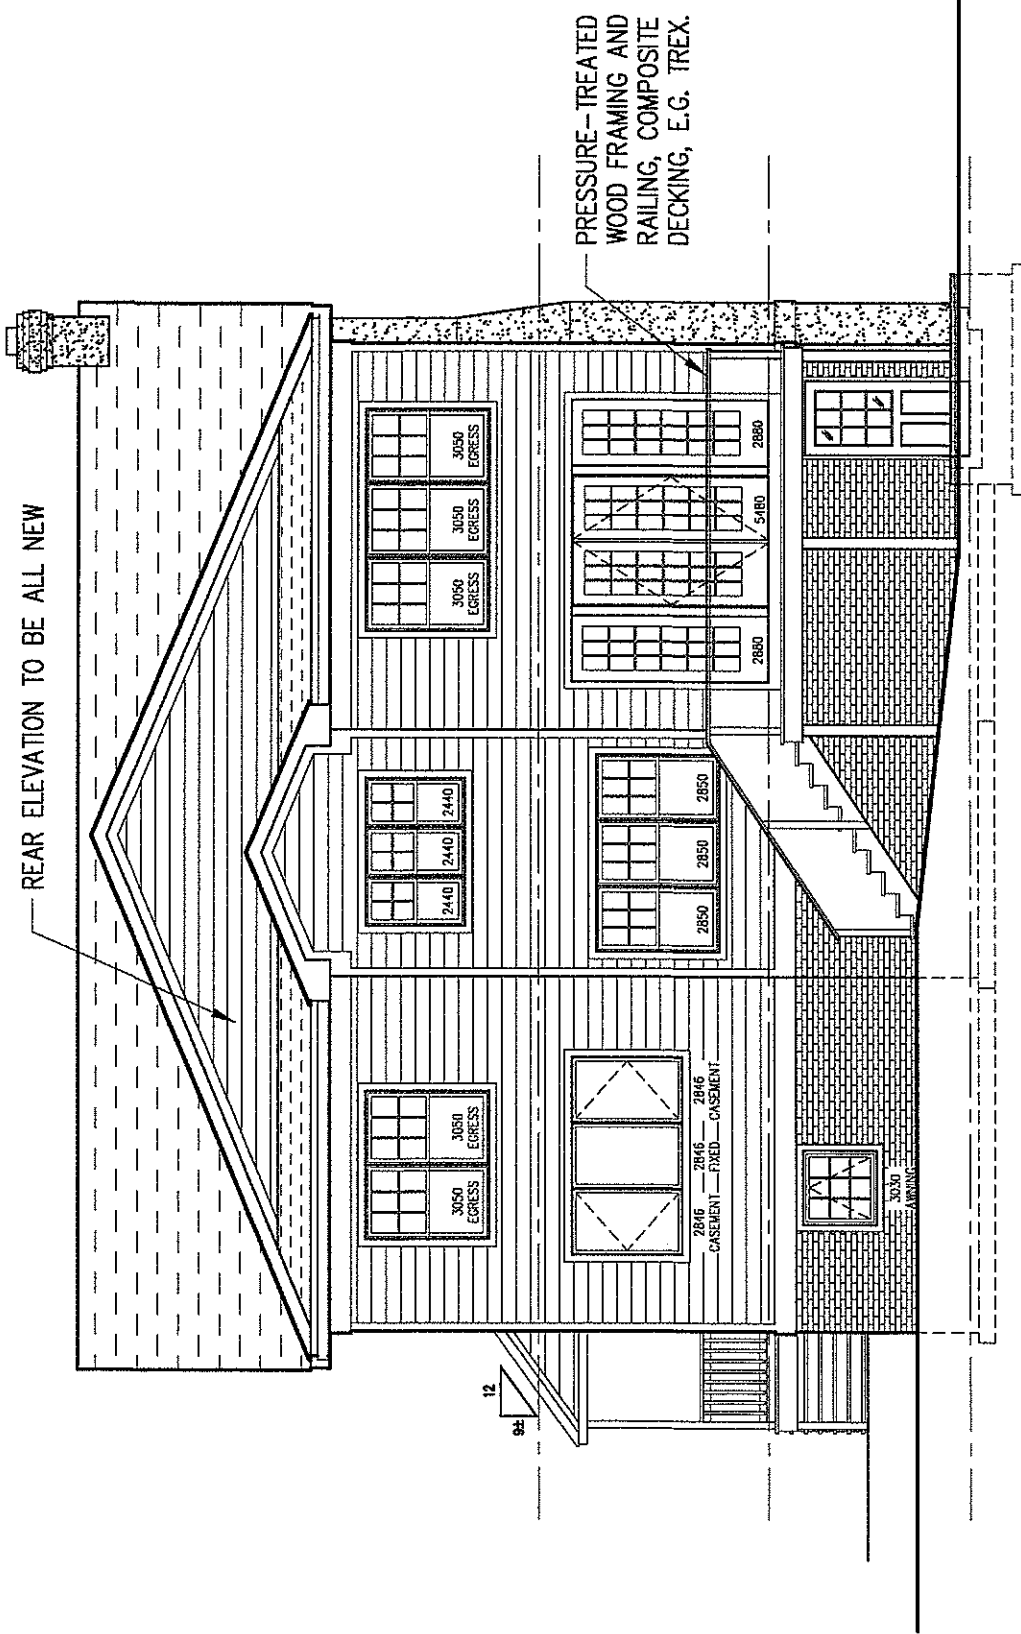 REAR ELEVATION TO BE ALL NEW
3050
EGRESS
3050
EGRESS
2440
2440
2440
3050
EGRESS
3050
EGRESS
3050
EGRESS
12
9±
2846
CASEMENT
2846
FIXED
2846
CASEMENT
2850
2850
2850
2880
5480
2880
PRESSURE-TREATED
WOOD FRAMING AND
RAILING, COMPOSITE
DECKING, E.G. TREX.
3030
AWNING